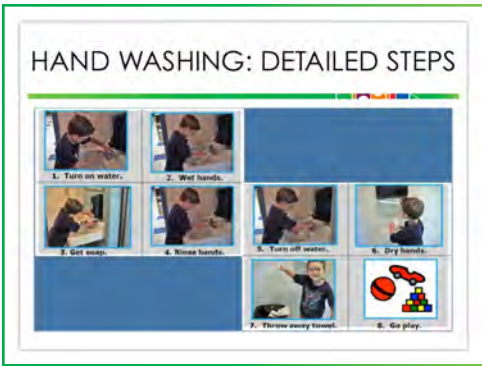 HAND WASHING: DETAILED STEPS
1. Turn on water.
2. Wet hands.
3. Get soap.
4. Rinse hands.
5. Turn off water.
6. Dry hands.
7. Throw away towel.
8. Go play.